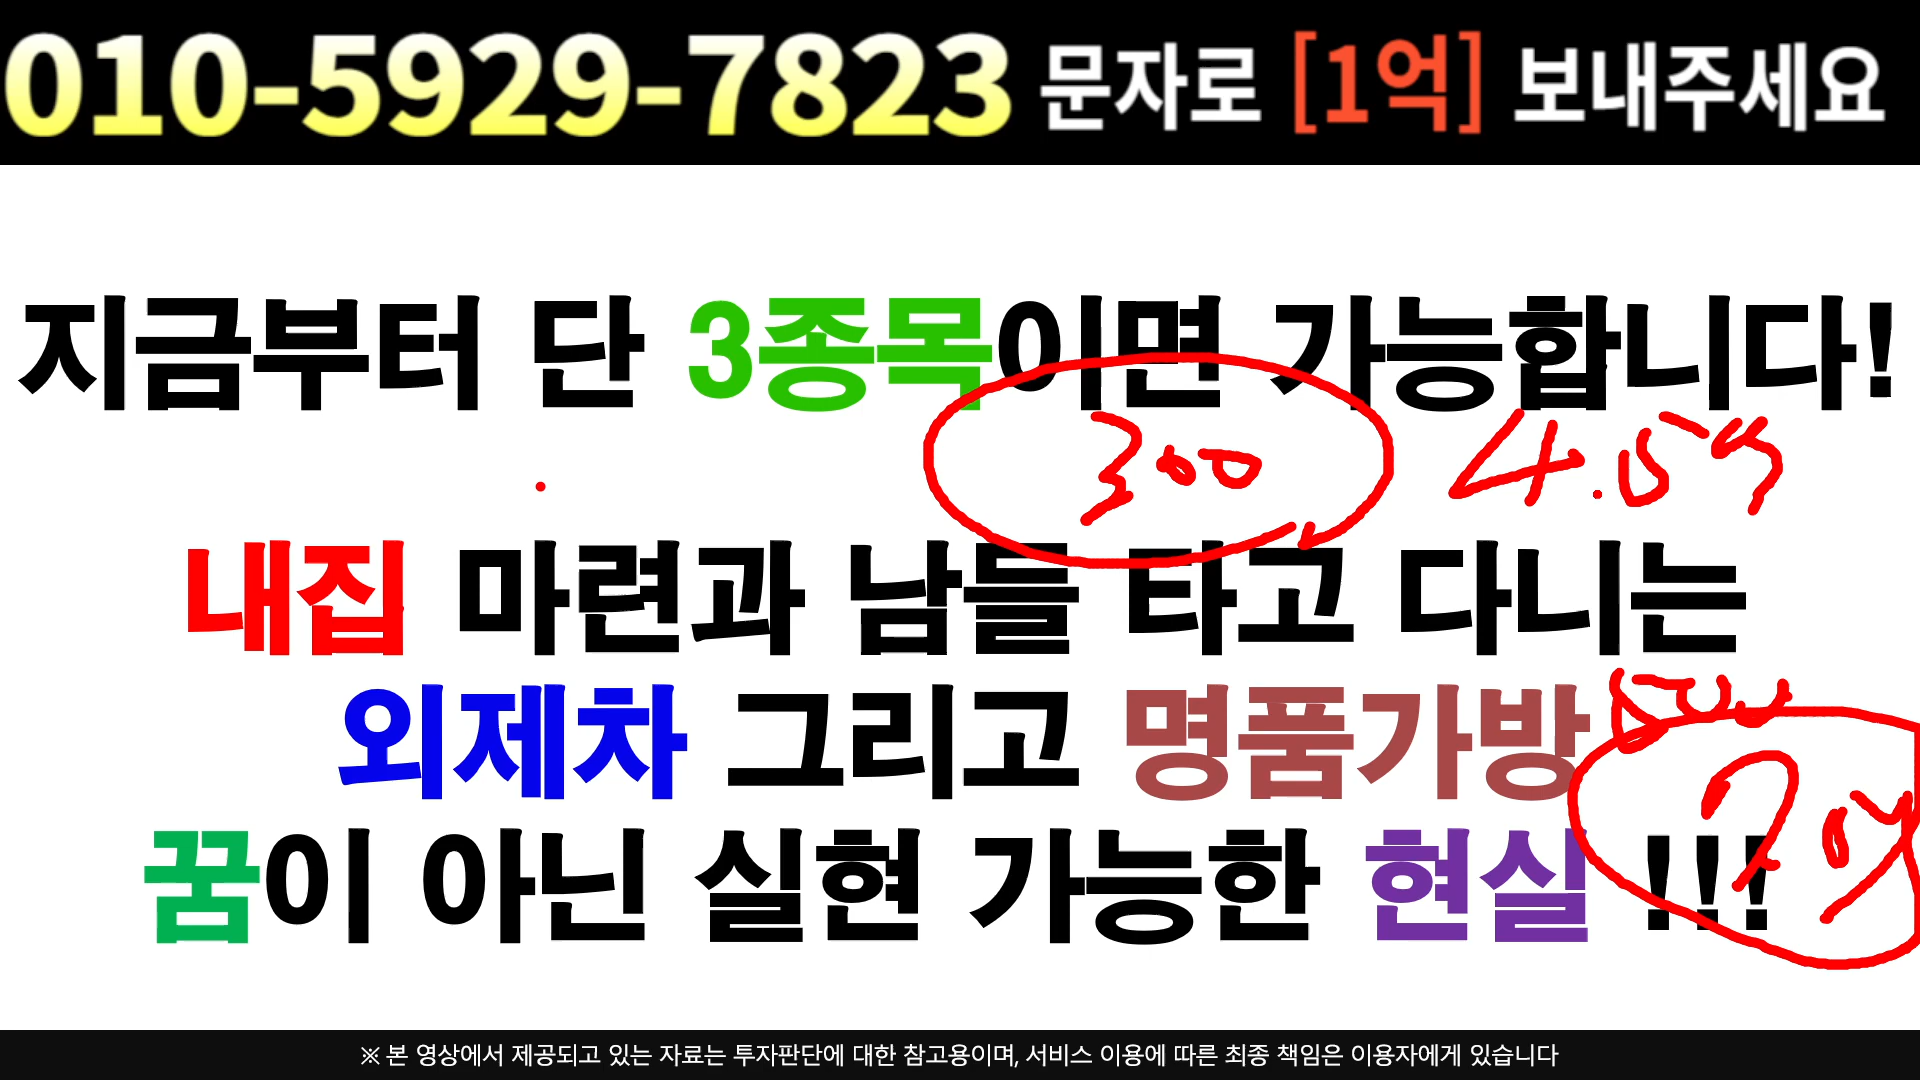 010-5929-7823 문자로 [1억] 보내주세요
지금부터 단 3종목이면 가능합니다!
300 4.5억
내집 마련과 남들 타고 다니는
외제차 그리고 명품가방
500
꿈이 아닌 실현 가능한 현실 !!!
※ 본 영상에서 제공되고 있는 자료는 투자판단에 대한 참고용이며, 서비스 이용에 따른 최종 책임은 이용자에게 있습니다